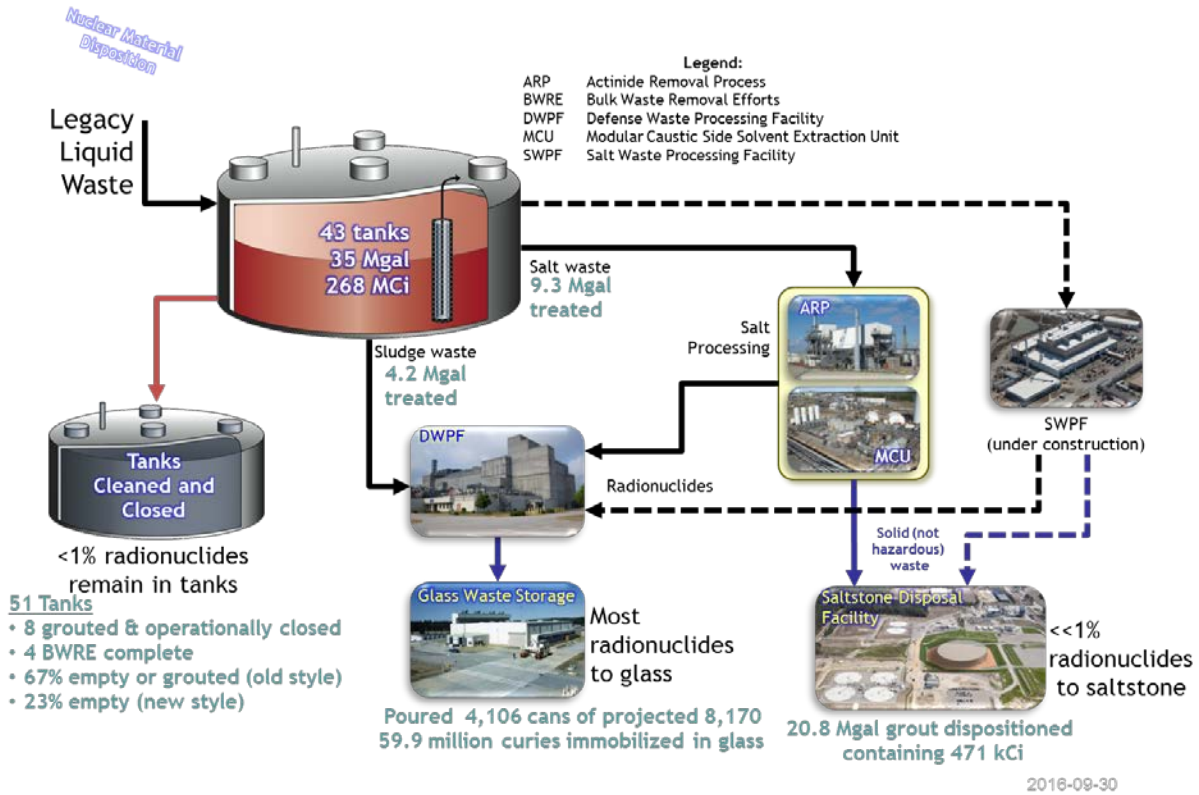 Nuclear Material
Disposition
Legend:
ARP Actinide Removal Process
BWRE Bulk Waste Removal Efforts
DWPF Defense Waste Processing Facility
MCU Modular Caustic Side Solvent Extraction Unit
SWPF Salt Waste Processing Facility
Legacy
Liquid
Waste
43 tanks
35 Mgal
268 MCi
Salt waste
9.3 Mgal
treated
Sludge waste
4.2 Mgal
treated
Salt
Processing
ARP
MCU
SWPF
(under construction)
DWPF
Radionuclides
Solid (not
hazardous)
waste
Tanks
Cleaned and
Closed
<1% radionuclides
remain in tanks
51 Tanks
• 8 grouted & operationally closed
• 4 BWRE complete
• 67% empty or grouted (old style)
• 23% empty (new style)
Glass Waste Storage
Most
radionuclides
to glass
Poured 4,106 cans of projected 8,170
59.9 million curies immobilized in glass
Saltstone Disposal
Facility
<<1%
radionuclides
to saltstone
20.8 Mgal grout dispositioned
containing 471 kCi
2016-09-30